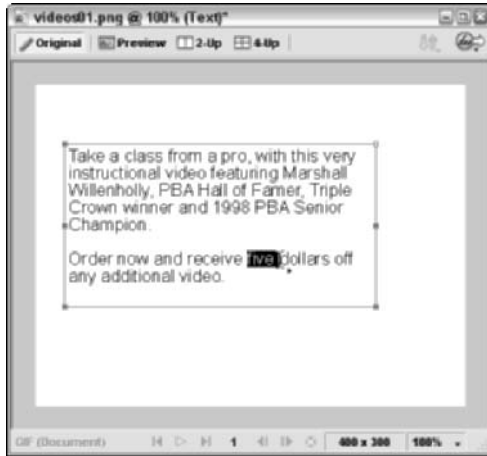 videos01.png @ 100% (Text)*
Original Preview 2-Up 4-Up
Take a class from a pro, with this very
instructional video featuring Marshall
Willenholly, PBA Hall of Famer, Triple
Crown winner and 1998 PBA Senior
Champion.
Order now and receive five dollars off
any additional video.
GIF (Document) 1 400 x 300 100%